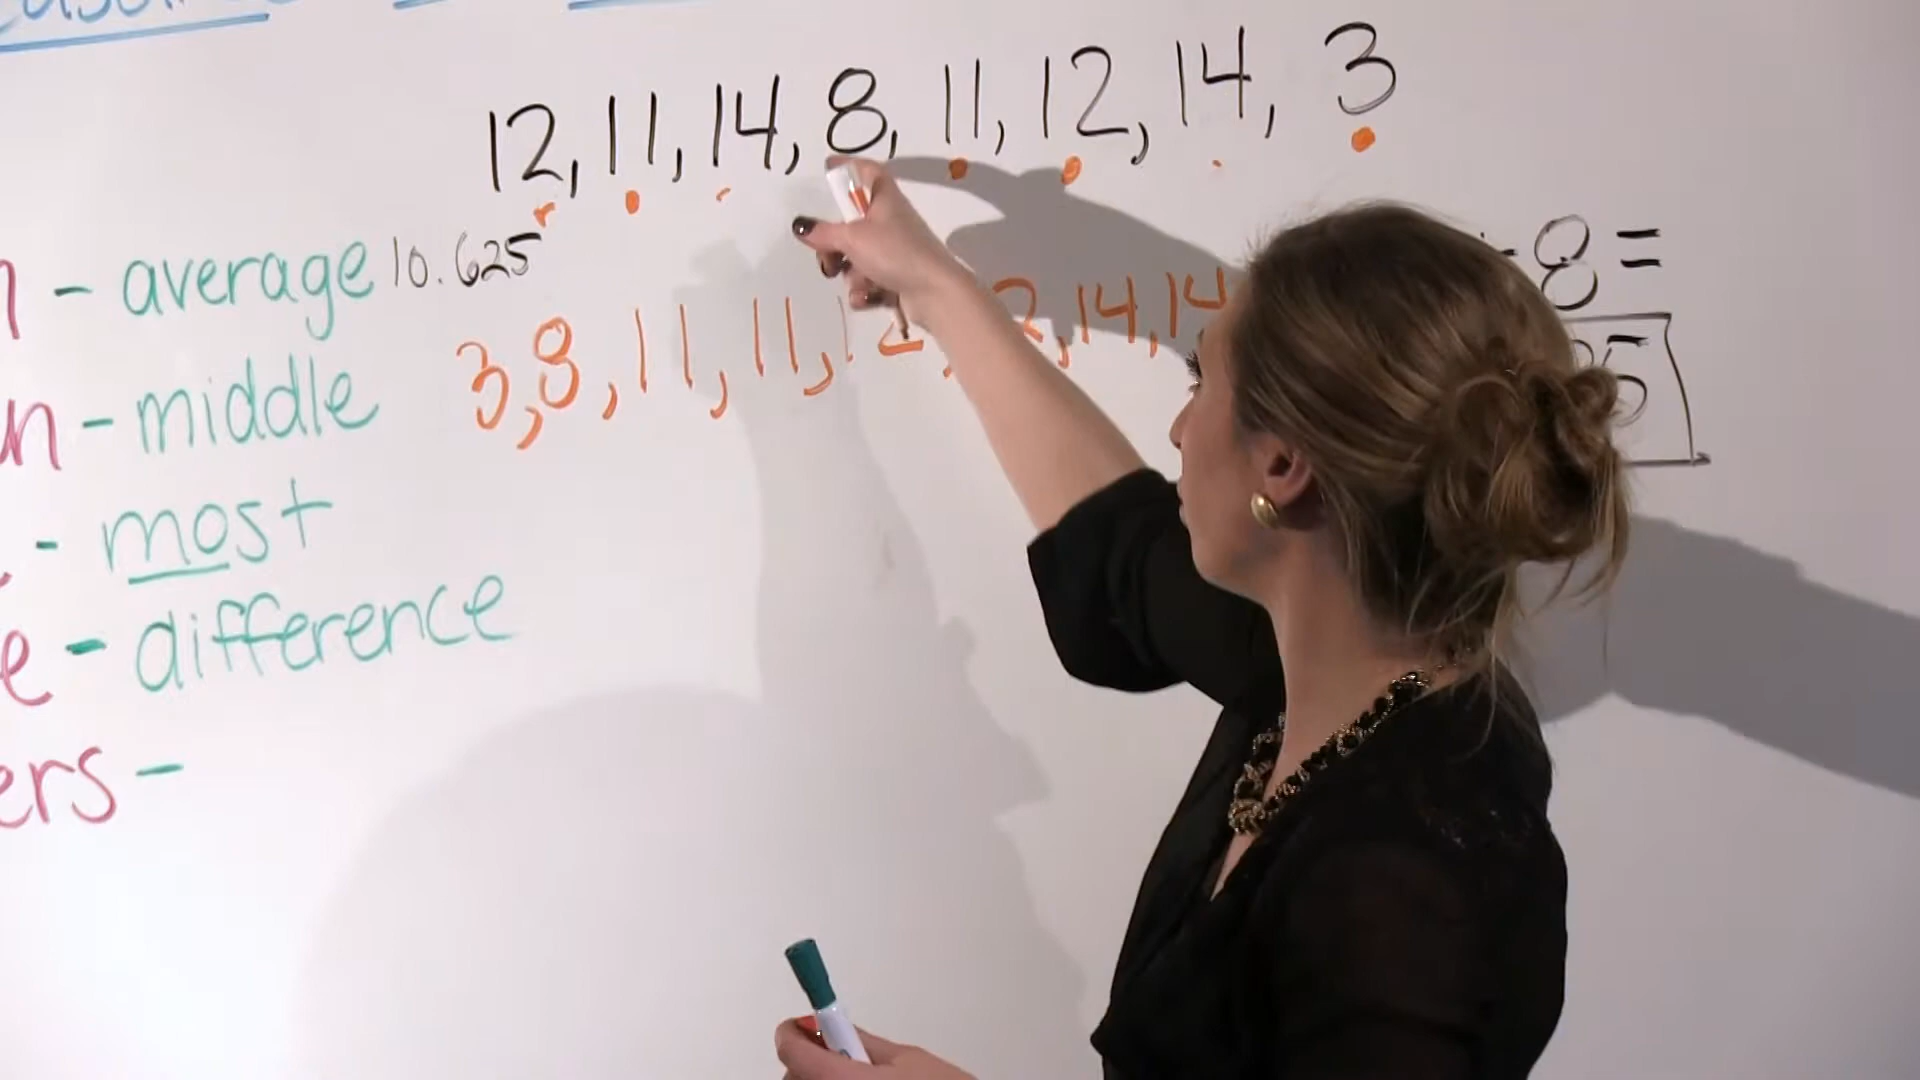 12, 11, 14, 8, 11, 12, 14, 3
- average 10.625
8 =
3, 8, 11, 11, 12, 14, 14
- middle
- most
- difference
ers -